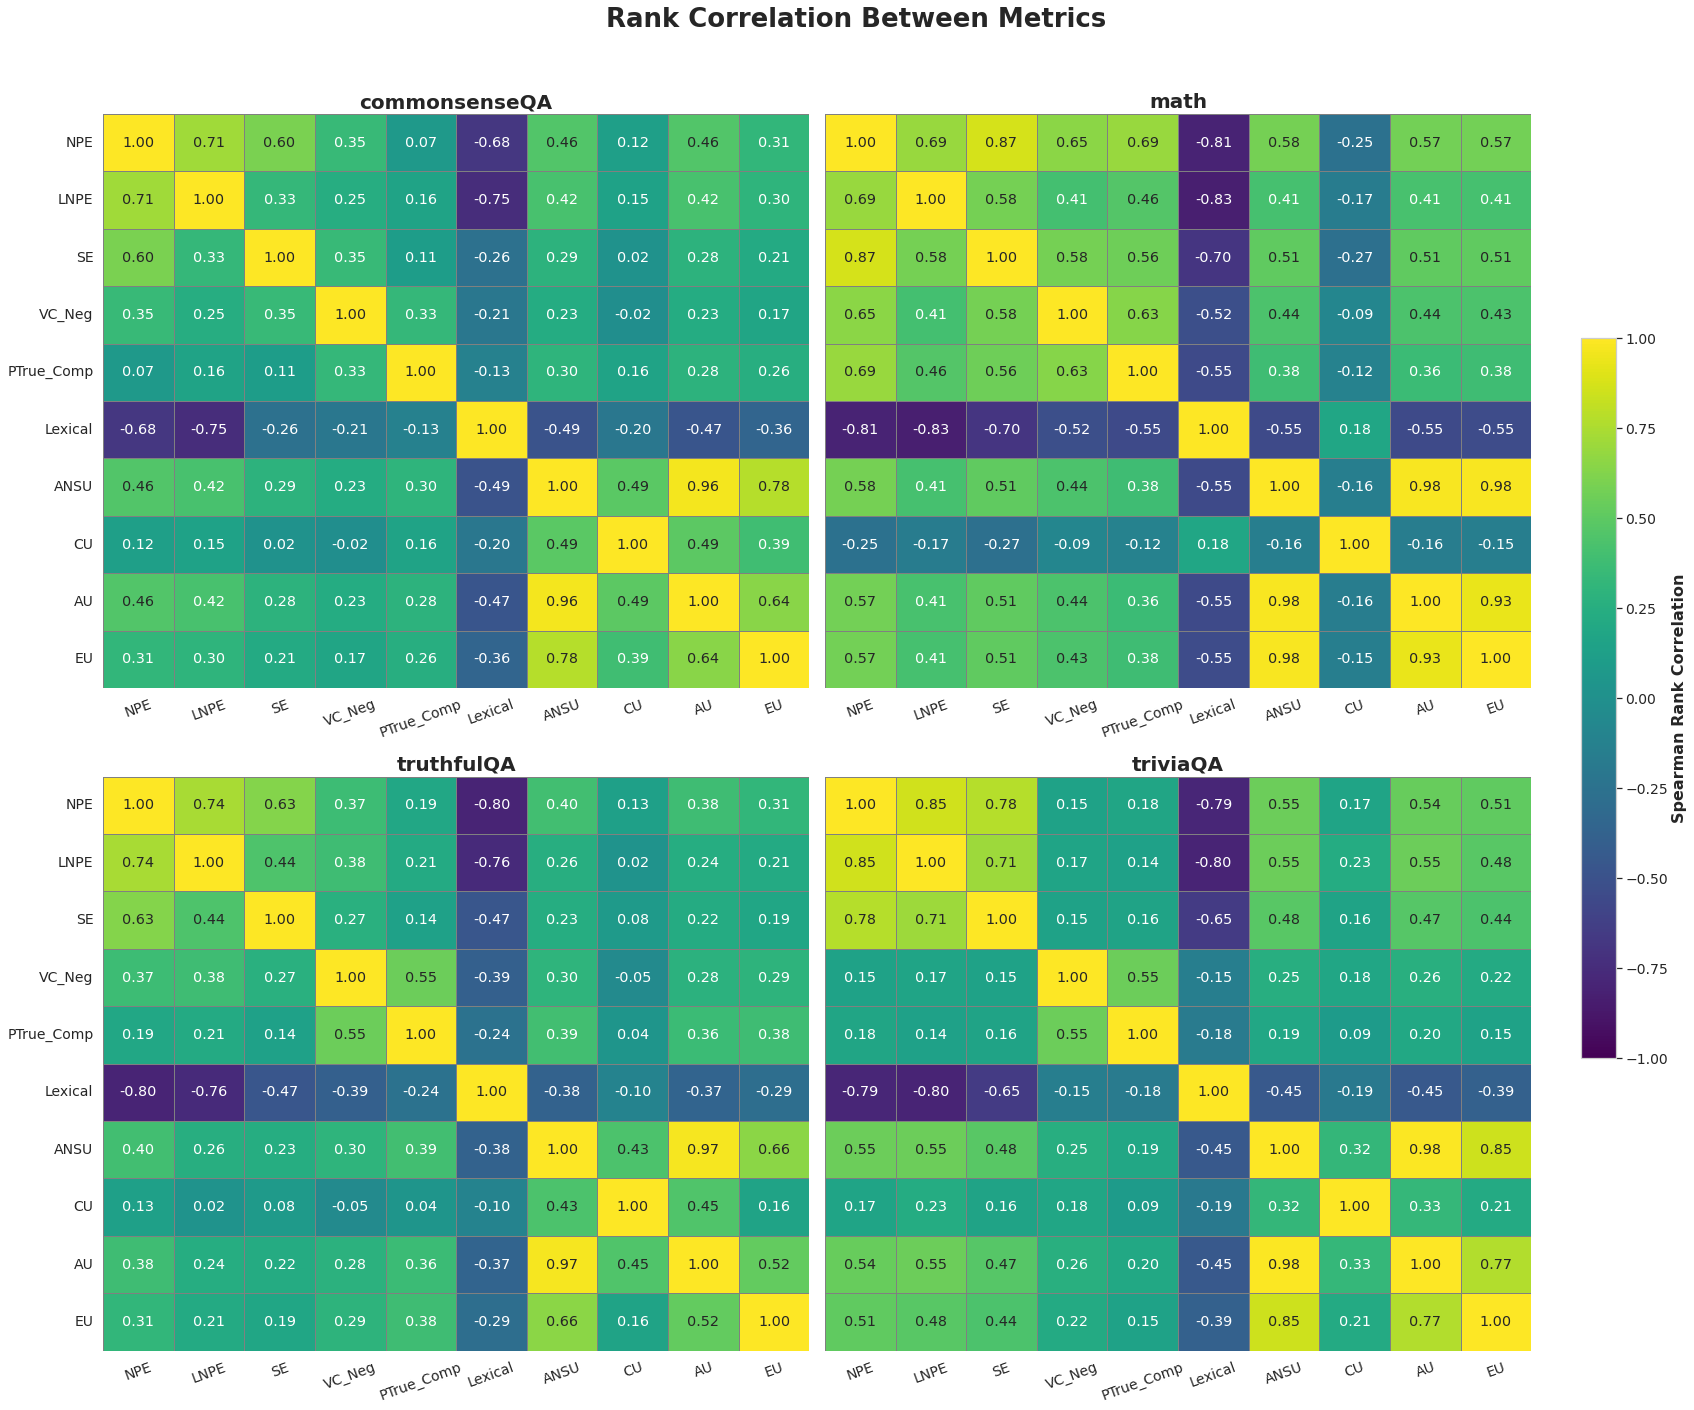 Rank Correlation Between Metrics
commonsenseQA
NPE 1.00 0.71 0.60 0.35 0.07 -0.68 0.46 0.12 0.46 0.31
LNPE 0.71 1.00 0.33 0.25 0.16 -0.75 0.42 0.15 0.42 0.30
SE 0.60 0.33 1.00 0.35 0.11 -0.26 0.29 0.02 0.28 0.21
VC_Neg 0.35 0.25 0.35 1.00 0.33 -0.21 0.23 -0.02 0.23 0.17
PTrue_Comp 0.07 0.16 0.11 0.33 1.00 -0.13 0.30 0.16 0.28 0.26
Lexical -0.68 -0.75 -0.26 -0.21 -0.13 1.00 -0.49 -0.20 -0.47 -0.36
ANSU 0.46 0.42 0.29 0.23 0.30 -0.49 1.00 0.49 0.96 0.78
CU 0.12 0.15 0.02 -0.02 0.16 -0.20 0.49 1.00 0.49 0.39
AU 0.46 0.42 0.28 0.23 0.28 -0.47 0.96 0.49 1.00 0.64
EU 0.31 0.30 0.21 0.17 0.26 -0.36 0.78 0.39 0.64 1.00
NPE LNPE SE VC_Neg PTrue_Comp Lexical ANSU CU AU EU
math
1.00 0.69 0.87 0.65 0.69 -0.81 0.58 -0.25 0.57 0.57
0.69 1.00 0.58 0.41 0.46 -0.83 0.41 -0.17 0.41 0.41
0.87 0.58 1.00 0.58 0.56 -0.70 0.51 -0.27 0.51 0.51
0.65 0.41 0.58 1.00 0.63 -0.52 0.44 -0.09 0.44 0.43
0.69 0.46 0.56 0.63 1.00 -0.55 0.38 -0.12 0.36 0.38
-0.81 -0.83 -0.70 -0.52 -0.55 1.00 -0.55 0.18 -0.55 -0.55
0.58 0.41 0.51 0.44 0.38 -0.55 1.00 -0.16 0.98 0.98
-0.25 -0.17 -0.27 -0.09 -0.12 0.18 -0.16 1.00 -0.16 -0.15
0.57 0.41 0.51 0.44 0.36 -0.55 0.98 -0.16 1.00 0.93
0.57 0.41 0.51 0.43 0.38 -0.55 0.98 -0.15 0.93 1.00
NPE LNPE SE VC_Neg PTrue_Comp Lexical ANSU CU AU EU
truthfulQA
NPE 1.00 0.74 0.63 0.37 0.19 -0.80 0.40 0.13 0.38 0.31
LNPE 0.74 1.00 0.44 0.38 0.21 -0.76 0.26 0.02 0.24 0.21
SE 0.63 0.44 1.00 0.27 0.14 -0.47 0.23 0.08 0.22 0.19
VC_Neg 0.37 0.38 0.27 1.00 0.55 -0.39 0.30 -0.05 0.28 0.29
PTrue_Comp 0.19 0.21 0.14 0.55 1.00 -0.24 0.39 0.04 0.36 0.38
Lexical -0.80 -0.76 -0.47 -0.39 -0.24 1.00 -0.38 -0.10 -0.37 -0.29
ANSU 0.40 0.26 0.23 0.30 0.39 -0.38 1.00 0.43 0.97 0.66
CU 0.13 0.02 0.08 -0.05 0.04 -0.10 0.43 1.00 0.45 0.16
AU 0.38 0.24 0.22 0.28 0.36 -0.37 0.97 0.45 1.00 0.52
EU 0.31 0.21 0.19 0.29 0.38 -0.29 0.66 0.16 0.52 1.00
NPE LNPE SE VC_Neg PTrue_Comp Lexical ANSU CU AU EU
triviaQA
1.00 0.85 0.78 0.15 0.18 -0.79 0.55 0.17 0.54 0.51
0.85 1.00 0.71 0.17 0.14 -0.80 0.55 0.23 0.55 0.48
0.78 0.71 1.00 0.15 0.16 -0.65 0.48 0.16 0.47 0.44
0.15 0.17 0.15 1.00 0.55 -0.15 0.25 0.18 0.26 0.22
0.18 0.14 0.16 0.55 1.00 -0.18 0.19 0.09 0.20 0.15
-0.79 -0.80 -0.65 -0.15 -0.18 1.00 -0.45 -0.19 -0.45 -0.39
0.55 0.55 0.48 0.25 0.19 -0.45 1.00 0.32 0.98 0.85
0.17 0.23 0.16 0.18 0.09 -0.19 0.32 1.00 0.33 0.21
0.54 0.55 0.47 0.26 0.20 -0.45 0.98 0.33 1.00 0.77
0.51 0.48 0.44 0.22 0.15 -0.39 0.85 0.21 0.77 1.00
NPE LNPE SE VC_Neg PTrue_Comp Lexical ANSU CU AU EU
1.00
0.75
0.50
0.25
0.00
−0.25
−0.50
−0.75
−1.00
Spearman Rank Correlation